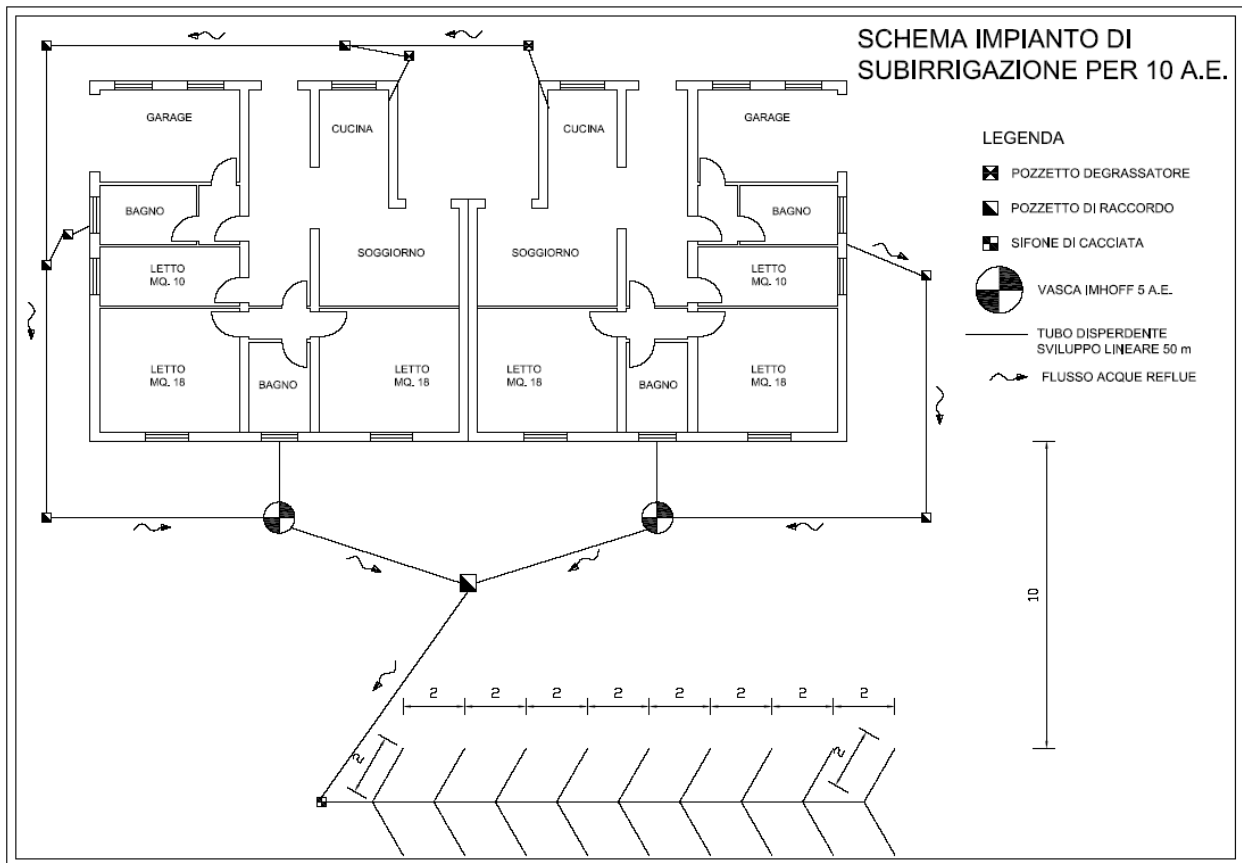 SCHEMA IMPIANTO DI
SUBIRRIGAZIONE PER 10 A.E.
LEGENDA
POZZETTO DEGRASSATORE
POZZETTO DI RACCORDO
SIFONE DI CACCIATA
VASCA IMHOFF 5 A.E.
TUBO DISPERDENTE
SVILUPPO LINEARE 50 m
FLUSSO ACQUE REFLUE
GARAGE
CUCINA
CUCINA
GARAGE
BAGNO
BAGNO
SOGGIORNO
SOGGIORNO
LETTO
MQ. 10
LETTO
MQ. 10
LETTO
MQ. 18
BAGNO
LETTO
MQ. 18
LETTO
MQ. 18
BAGNO
LETTO
MQ. 18
10
2 2 2 2 2 2 2 2
2
2